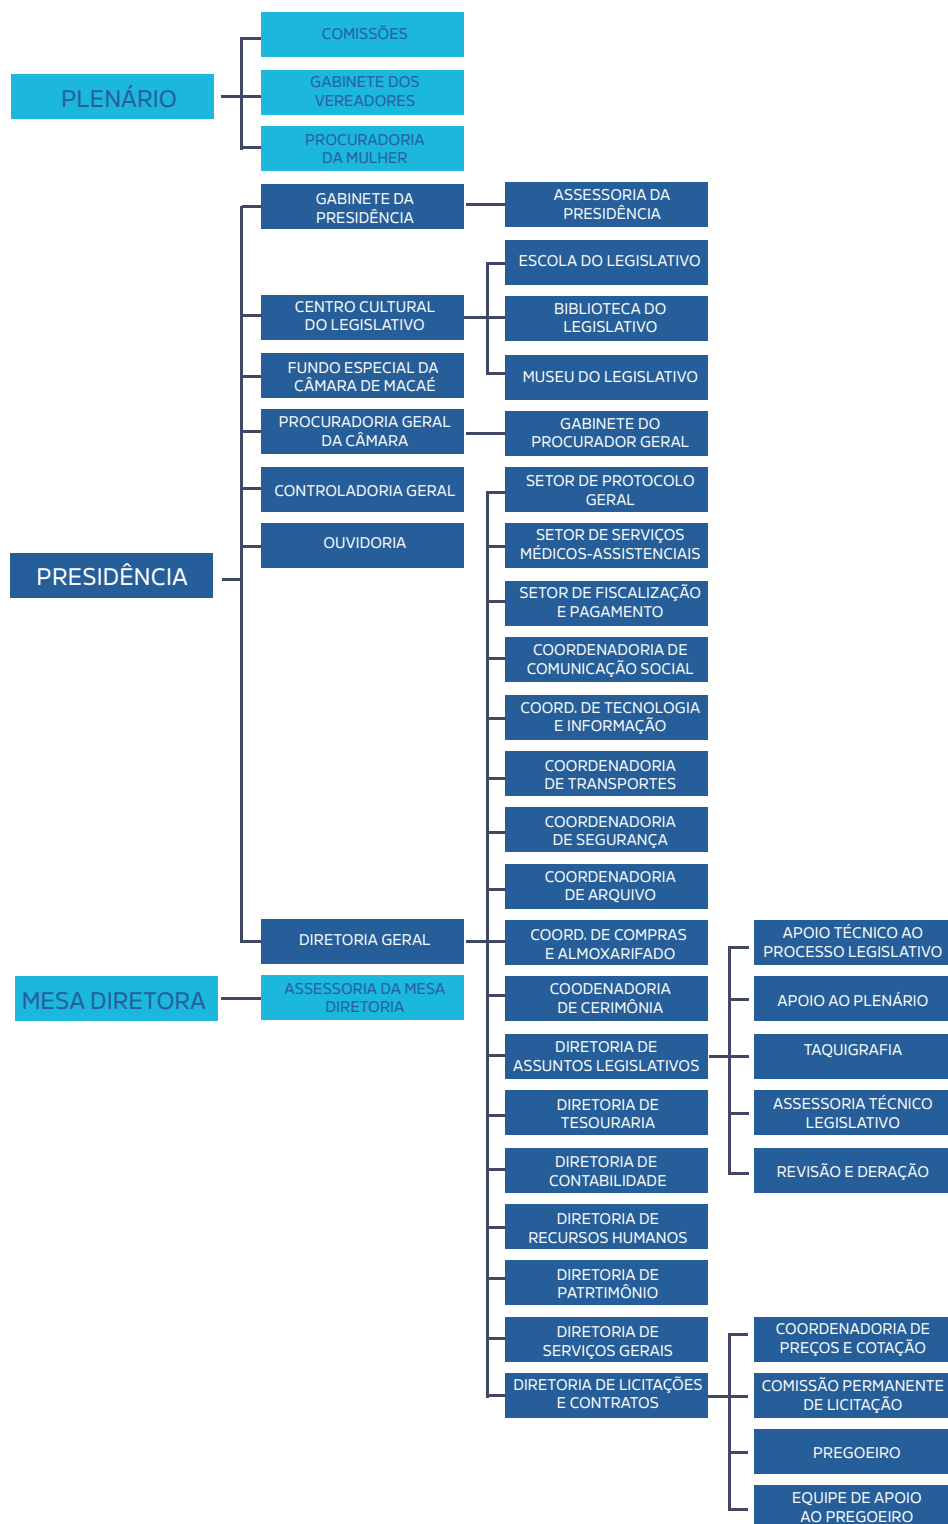 PLENÁRIO
COMISSÕES
GABINETE DOS
VEREADORES
PROCURADORIA
DA MULHER
PRESIDÊNCIA
GABINETE DA
PRESIDÊNCIA
ASSESSORIA DA
PRESIDÊNCIA
CENTRO CULTURAL
DO LEGISLATIVO
ESCOLA DO LEGISLATIVO
BIBLIOTECA DO
LEGISLATIVO
MUSEU DO LEGISLATIVO
FUNDO ESPECIAL DA
CÂMARA DE MACAÉ
PROCURADORIA GERAL
DA CÂMARA
GABINETE DO
PROCURADOR GERAL
CONTROLADORIA GERAL
OUVIDORIA
DIRETORIA GERAL
SETOR DE PROTOCOLO
GERAL
SETOR DE SERVIÇOS
MÉDICOS-ASSISTENCIAIS
SETOR DE FISCALIZAÇÃO
E PAGAMENTO
COORDENADORIA DE
COMUNICAÇÃO SOCIAL
COORD. DE TECNOLOGIA
E INFORMAÇÃO
COORDENADORIA
DE TRANSPORTES
COORDENADORIA
DE SEGURANÇA
COORDENADORIA
DE ARQUIVO
COORD. DE COMPRAS
E ALMOXARIFADO
COODENADORIA
DE CERIMÔNIA
DIRETORIA DE
ASSUNTOS LEGISLATIVOS
APOIO TÉCNICO AO
PROCESSO LEGISLATIVO
APOIO AO PLENÁRIO
TAQUIGRAFIA
ASSESSORIA TÉCNICO
LEGISLATIVO
REVISÃO E DERAÇÃO
DIRETORIA DE
TESOURARIA
DIRETORIA DE
CONTABILIDADE
DIRETORIA DE
RECURSOS HUMANOS
DIRETORIA DE
PATRTIMÔNIO
DIRETORIA DE
SERVIÇOS GERAIS
DIRETORIA DE LICITAÇÕES
E CONTRATOS
COORDENADORIA DE
PREÇOS E COTAÇÃO
COMISSÃO PERMANENTE
DE LICITAÇÃO
PREGOEIRO
EQUIPE DE APOIO
AO PREGOEIRO
MESA DIRETORA
ASSESSORIA DA MESA
DIRETORIA